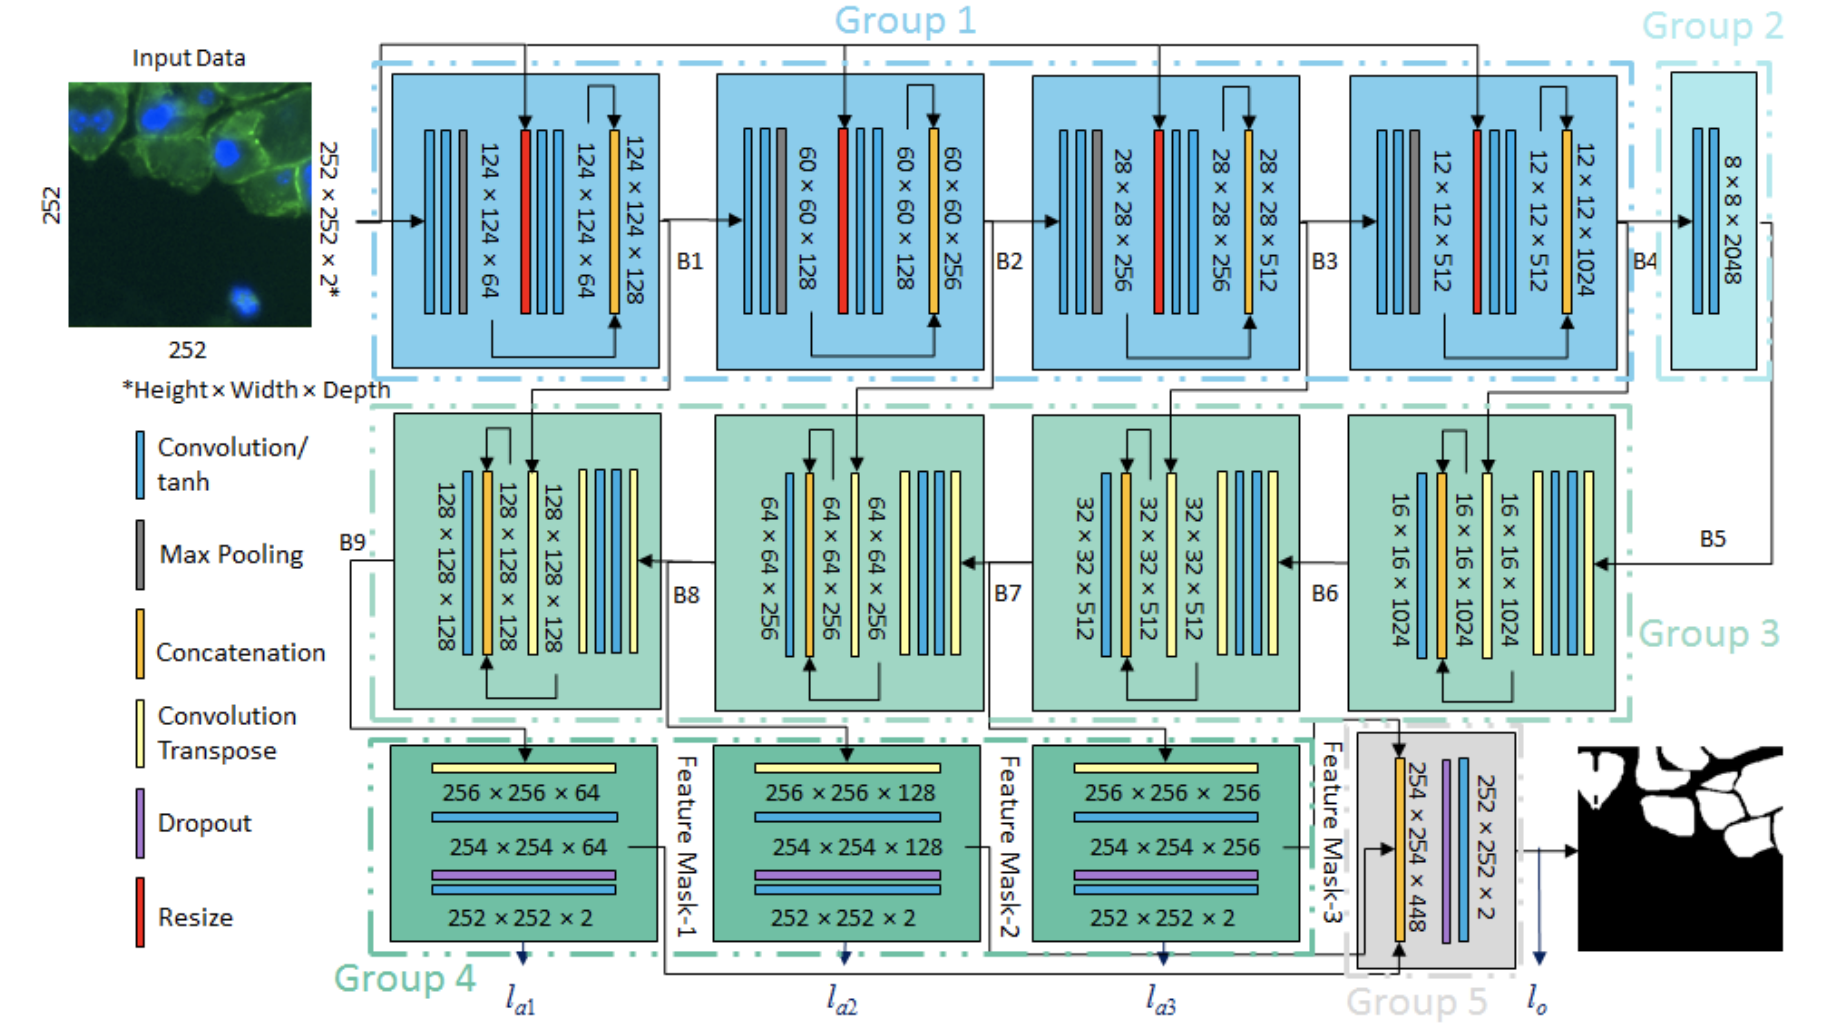 Group 1
Group 2
Input Data
252
252 × 252 × 2*
252
*Height × Width × Depth
124 × 124 × 64
124 × 124 × 64
124 × 124 × 128
B1
60 × 60 × 128
60 × 60 × 128
60 × 60 × 256
B2
28 × 28 × 256
28 × 28 × 256
28 × 28 × 512
B3
12 × 12 × 512
12 × 12 × 512
12 × 12 × 1024
B4
8 × 8 × 2048
Convolution/
tanh
Max Pooling
Concatenation
Convolution
Transpose
Dropout
Resize
B9
128 × 128 × 128
128 × 128 × 128
128 × 128 × 128
B8
64 × 64 × 256
64 × 64 × 256
64 × 64 × 256
B7
32 × 32 × 512
32 × 32 × 512
32 × 32 × 512
B6
16 × 16 × 1024
16 × 16 × 1024
16 × 16 × 1024
B5
Group 3
256 × 256 × 64
254 × 254 × 64
252 × 252 × 2
Feature Mask-1
256 × 256 × 128
254 × 254 × 128
252 × 252 × 2
Feature Mask-2
256 × 256 × 256
254 × 254 × 256
252 × 252 × 2
Feature Mask-3
254 × 254 × 448
252 × 252 × 2
Group 4
la1
la2
la3
Group 5
lo